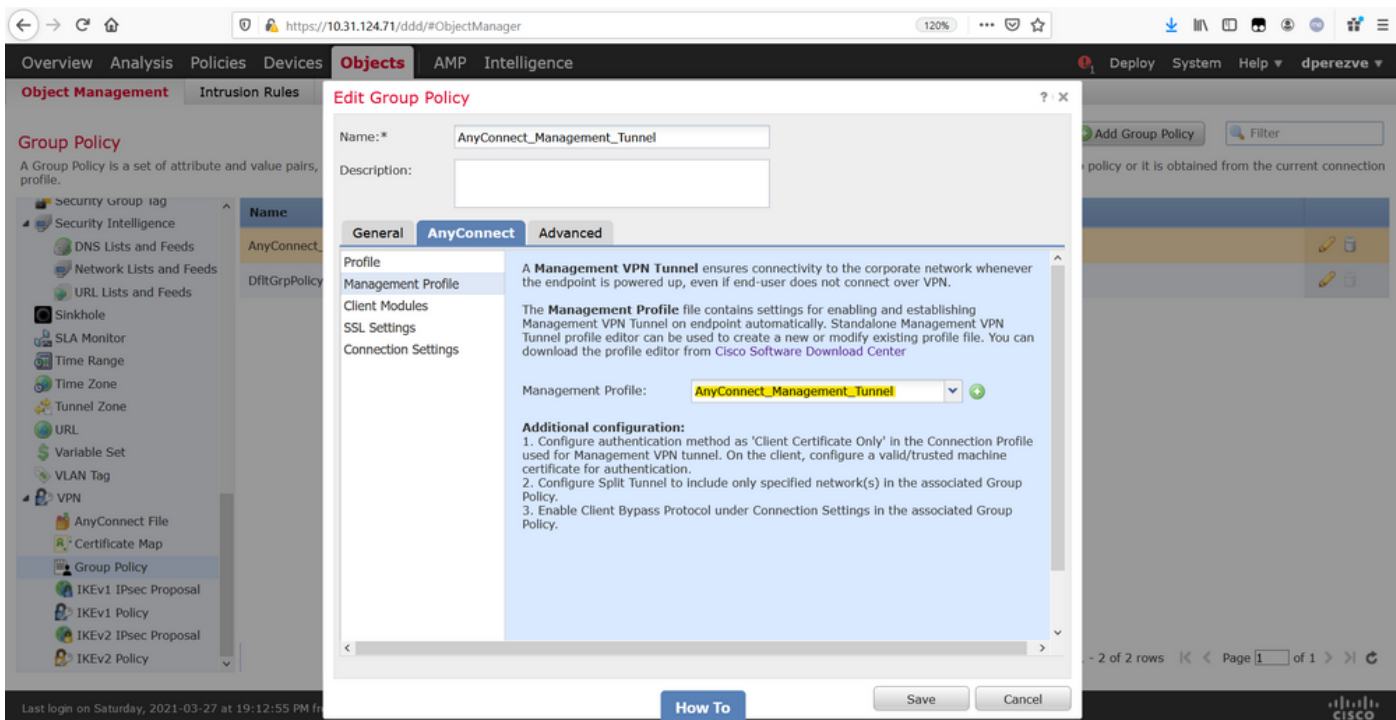 https://10.31.124.71/ddd/#ObjectManager
120%
Overview Analysis Policies Devices Objects AMP Intelligence
1 Deploy System Help dperezve
Object Management Intrusion Rules
Edit Group Policy
? X
Group Policy
Add Group Policy
Filter
A Group Policy is a set of attribute and value pairs,
policy or it is obtained from the current connection
profile.
Security Group Tag
Security Intelligence
DNS Lists and Feeds
Network Lists and Feeds
URL Lists and Feeds
Sinkhole
SLA Monitor
Time Range
Time Zone
Tunnel Zone
URL
Variable Set
VLAN Tag
VPN
AnyConnect File
Certificate Map
Group Policy
IKEv1 IPsec Proposal
IKEv1 Policy
IKEv2 IPsec Proposal
IKEv2 Policy
Name
AnyConnect_
DfltGrpPolicy
Name:* AnyConnect_Management_Tunnel
Description:
General AnyConnect Advanced
Profile
Management Profile
Client Modules
SSL Settings
Connection Settings
A Management VPN Tunnel ensures connectivity to the corporate network whenever
the endpoint is powered up, even if end-user does not connect over VPN.
The Management Profile file contains settings for enabling and establishing
Management VPN Tunnel on endpoint automatically. Standalone Management VPN
Tunnel profile editor can be used to create a new or modify existing profile file. You can
download the profile editor from Cisco Software Download Center
Management Profile: AnyConnect_Management_Tunnel
Additional configuration:
1. Configure authentication method as 'Client Certificate Only' in the Connection Profile
used for Management VPN tunnel. On the client, configure a valid/trusted machine
certificate for authentication.
2. Configure Split Tunnel to include only specified network(s) in the associated Group
Policy.
3. Enable Client Bypass Protocol under Connection Settings in the associated Group
Policy.
- 2 of 2 rows Page 1 of 1
Save Cancel
How To
Last login on Saturday, 2021-03-27 at 19:12:55 PM fr
CISCO